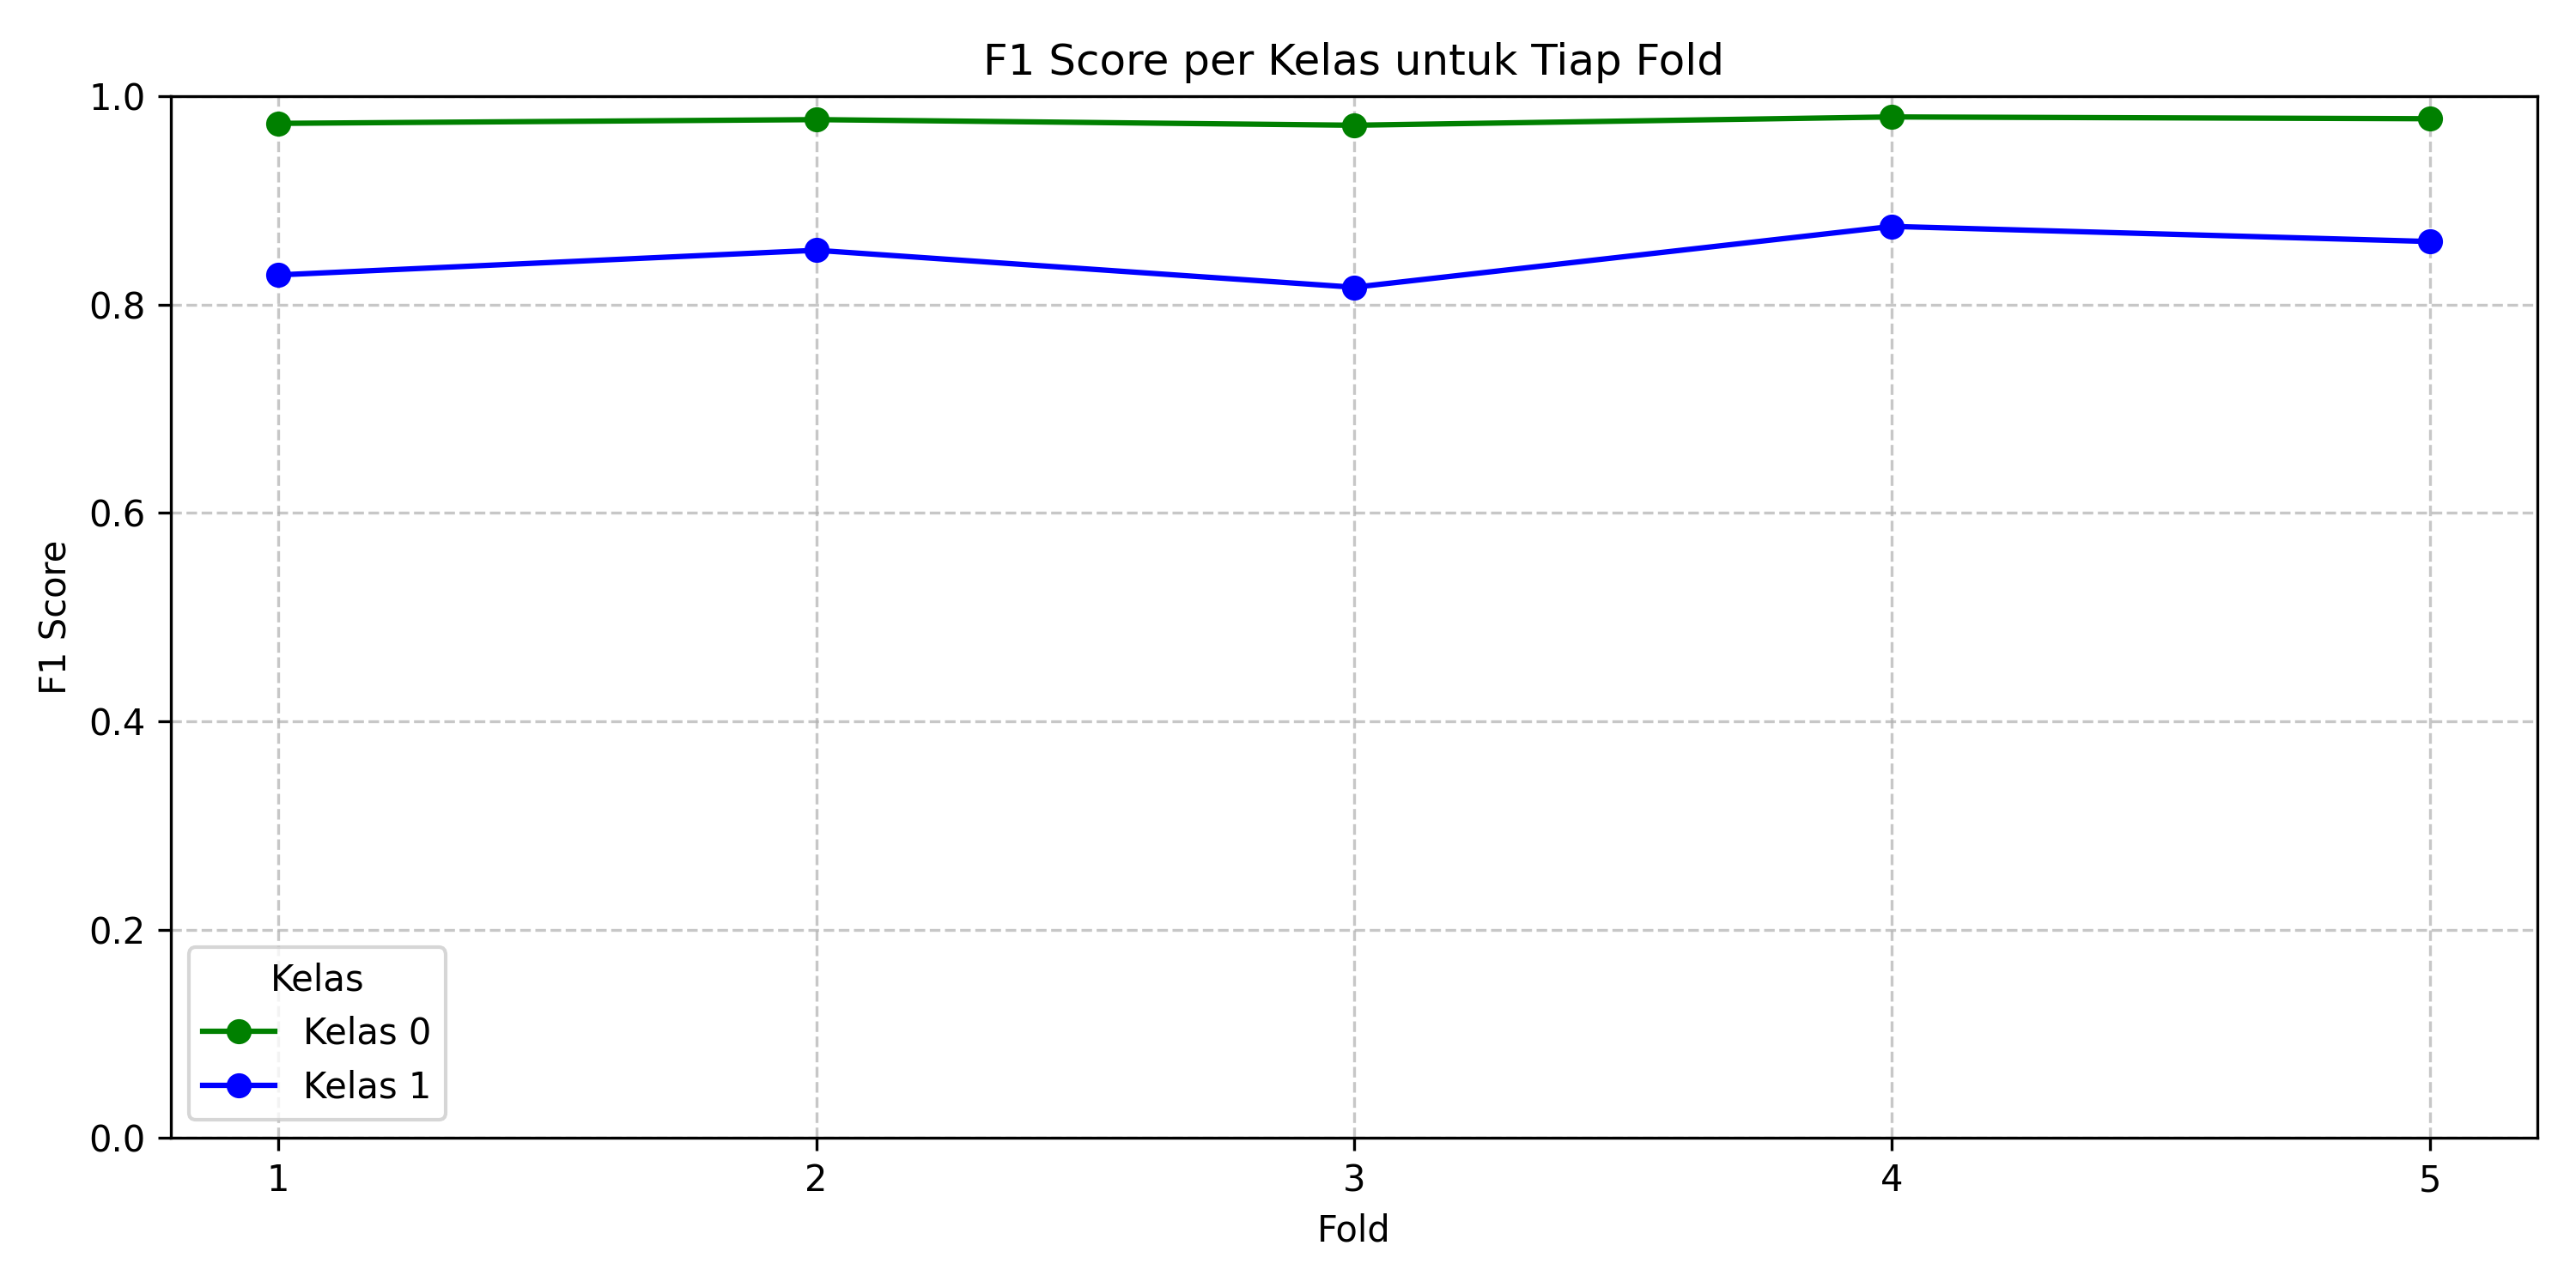 F1 Score per Kelas untuk Tiap Fold
1.0
0.8
0.6
0.4
0.2
0.0
F1 Score
Kelas
Kelas 0
Kelas 1
1 2 3 4 5
Fold